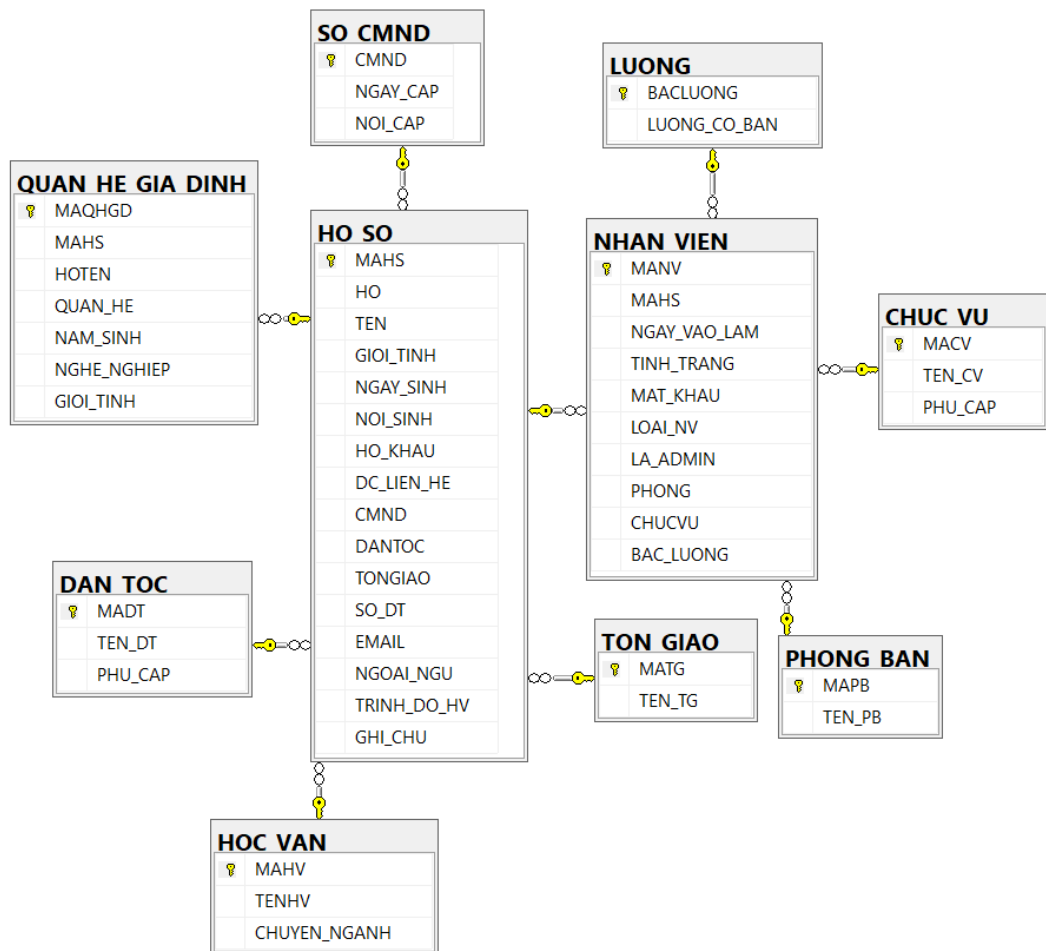 SO CMND
CMND
NGAY_CAP
NOI_CAP
LUONG
BACLUONG
LUONG_CO_BAN
QUAN HE GIA DINH
MAQHGD
MAHS
HOTEN
QUAN_HE
NAM_SINH
NGHE_NGHIEP
GIOI_TINH
HO SO
MAHS
HO
TEN
GIOI_TINH
NGAY_SINH
NOI_SINH
HO_KHAU
DC_LIEN_HE
CMND
DANTOC
TONGIAO
SO_DT
EMAIL
NGOAI_NGU
TRINH_DO_HV
GHI_CHU
NHAN VIEN
MANV
MAHS
NGAY_VAO_LAM
TINH_TRANG
MAT_KHAU
LOAI_NV
LA_ADMIN
PHONG
CHUCVU
BAC_LUONG
CHUC VU
MACV
TEN_CV
PHU_CAP
DAN TOC
MADT
TEN_DT
PHU_CAP
TON GIAO
MATG
TEN_TG
PHONG BAN
MAPB
TEN_PB
HOC VAN
MAHV
TENHV
CHUYEN_NGANH